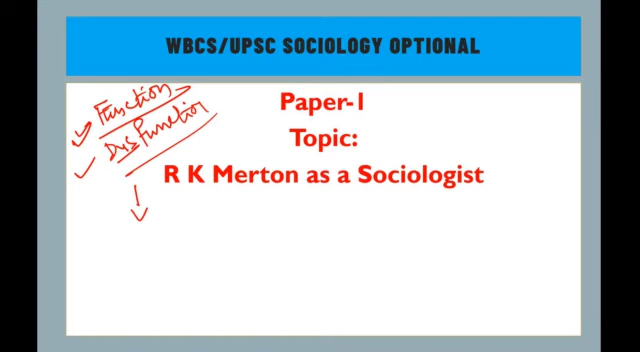 WBCS/UPSC SOCIOLOGY OPTIONAL
Function
Dysfunction
Paper-1
Topic:
R K Merton as a Sociologist